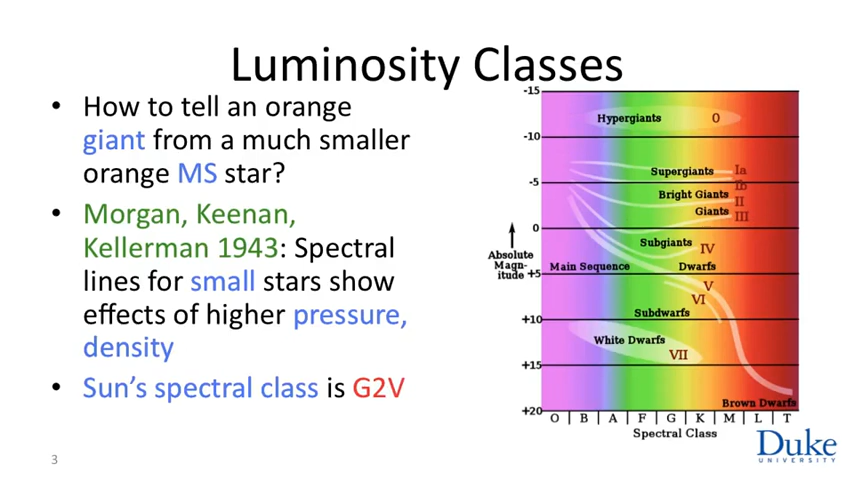 Luminosity Classes
• How to tell an orange
giant from a much smaller
orange MS star?
• Morgan, Keenan,
Kellerman 1943: Spectral
lines for small stars show
effects of higher pressure,
density
• Sun's spectral class is G2V
-15
Hypergiants 0
-10
Supergiants Ia
-5
Ib
Bright Giants II
Giants III
0
Subgiants IV
Absolute
Magn-
itude
+5
Main Sequence Dwarfs
V
VI
Subdwarfs
+10
White Dwarfs
VII
+15
Brown Dwarfs
+20
O | B | A | F | G | K | M | L | T
Spectral Class
3
Duke
UNIVERSITY